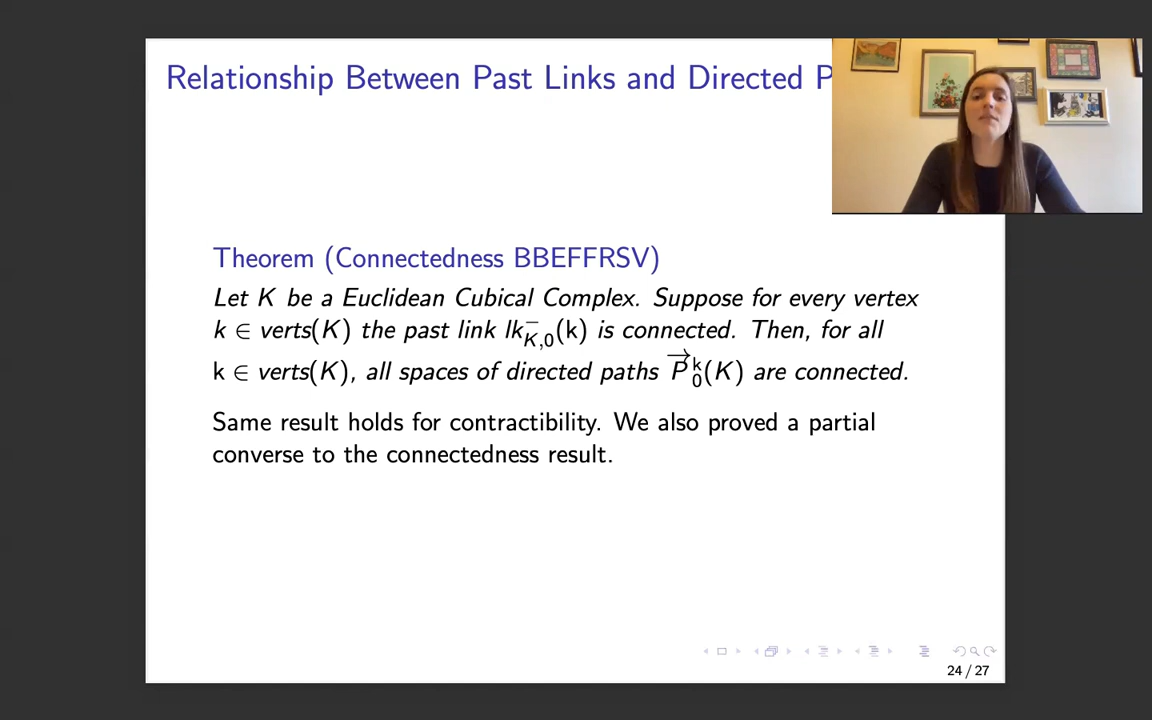 Relationship Between Past Links and Directed P
Theorem (Connectedness BBEFFRSV)
Let K be a Euclidean Cubical Complex. Suppose for every vertex
k ∈ verts(K) the past link lk⁻_{K,0}(k) is connected. Then, for all
k ∈ verts(K), all spaces of directed paths P⃗^k_0(K) are connected.
Same result holds for contractibility. We also proved a partial
converse to the connectedness result.
24 / 27